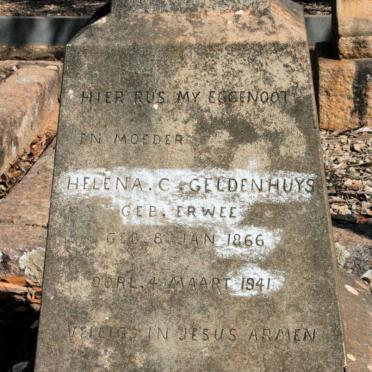 HIER RUS MY EGGENOOT
EN MOEDER
HELENA. C. GELDENHUYS
GEB. ERWEE
GEB. 8. JAN 1866
OORL. 4. MAART 1941
VEILIG. IN JESUS ARMEN